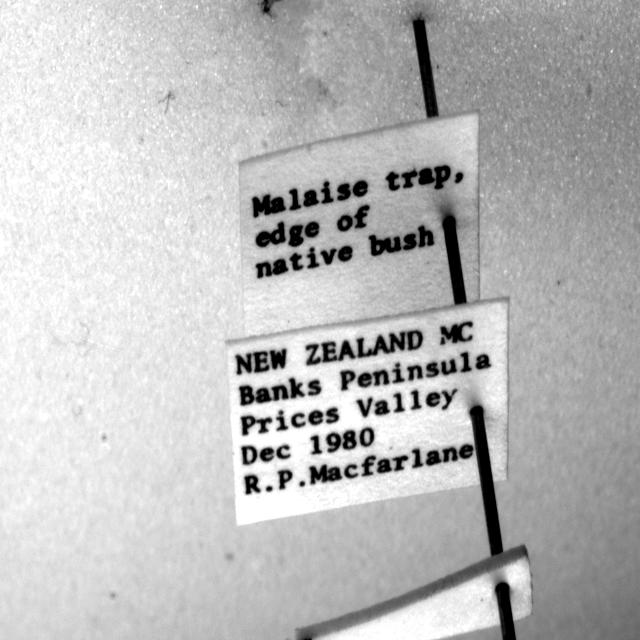 Malaise trap,
edge of
native bush
NEW ZEALAND MC
Banks Peninsula
Prices Valley
Dec 1980
R.P.Macfarlane